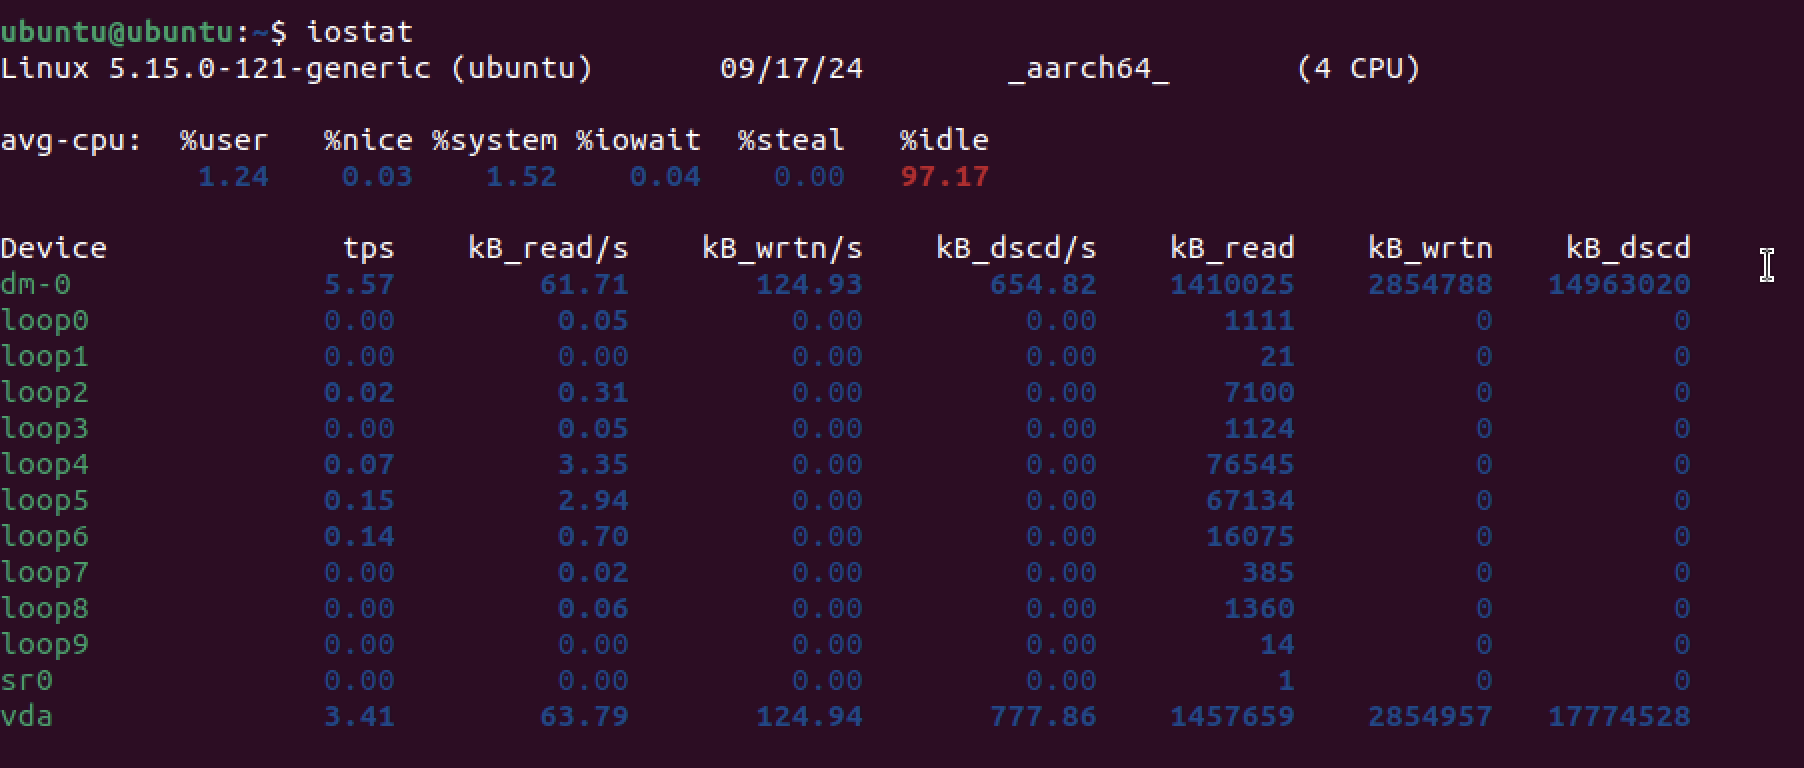 ubuntu@ubuntu:~$ iostat
Linux 5.15.0-121-generic (ubuntu) 09/17/24 _aarch64_ (4 CPU)
avg-cpu: %user %nice %system %iowait %steal %idle
1.24 0.03 1.52 0.04 0.00 97.17
Device tps kB_read/s kB_wrtn/s kB_dscd/s kB_read kB_wrtn kB_dscd
dm-0 5.57 61.71 124.93 654.82 1410025 2854788 14963020
loop0 0.00 0.05 0.00 0.00 1111 0 0
loop1 0.00 0.00 0.00 0.00 21 0 0
loop2 0.02 0.31 0.00 0.00 7100 0 0
loop3 0.00 0.05 0.00 0.00 1124 0 0
loop4 0.07 3.35 0.00 0.00 76545 0 0
loop5 0.15 2.94 0.00 0.00 67134 0 0
loop6 0.14 0.70 0.00 0.00 16075 0 0
loop7 0.00 0.02 0.00 0.00 385 0 0
loop8 0.00 0.06 0.00 0.00 1360 0 0
loop9 0.00 0.00 0.00 0.00 14 0 0
sr0 0.00 0.00 0.00 0.00 1 0 0
vda 3.41 63.79 124.94 777.86 1457659 2854957 17774528